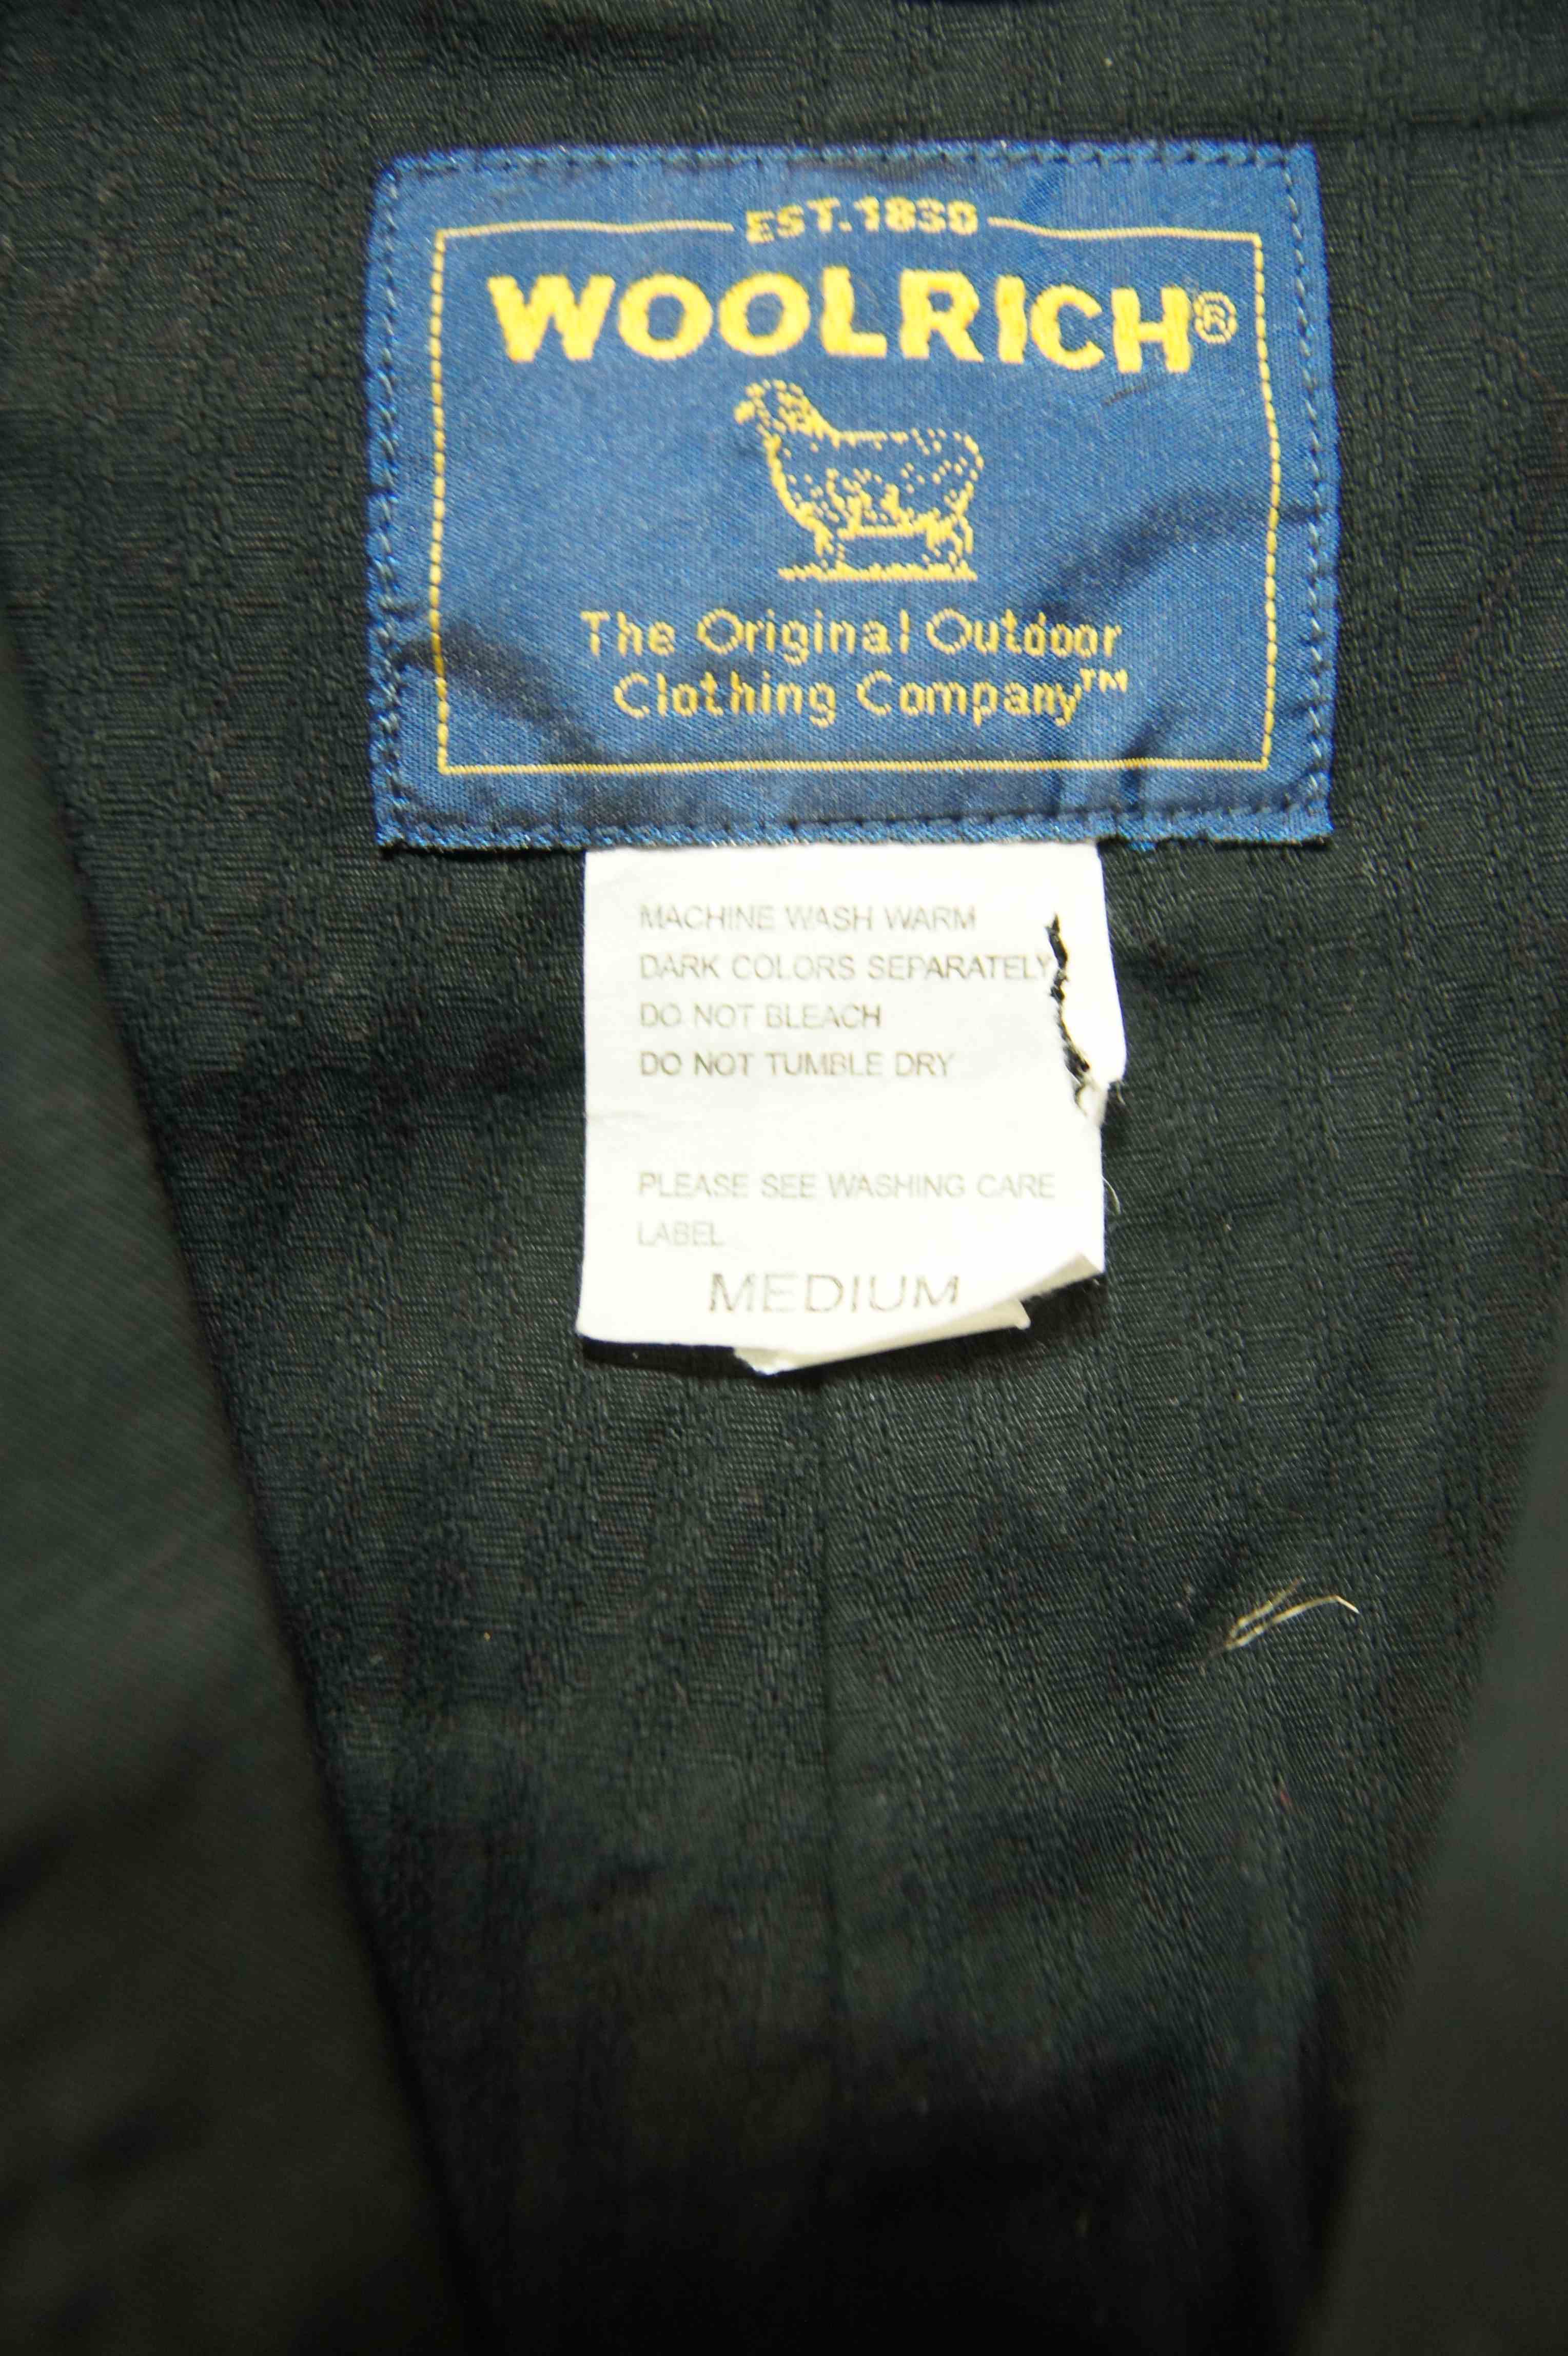 EST.1830
WOOLRICH®
The Original Outdoor
Clothing Company™
MACHINE WASH WARM
DARK COLORS SEPARATELY
DO NOT BLEACH
DO NOT TUMBLE DRY
PLEASE SEE WASHING CARE
LABEL
MEDIUM